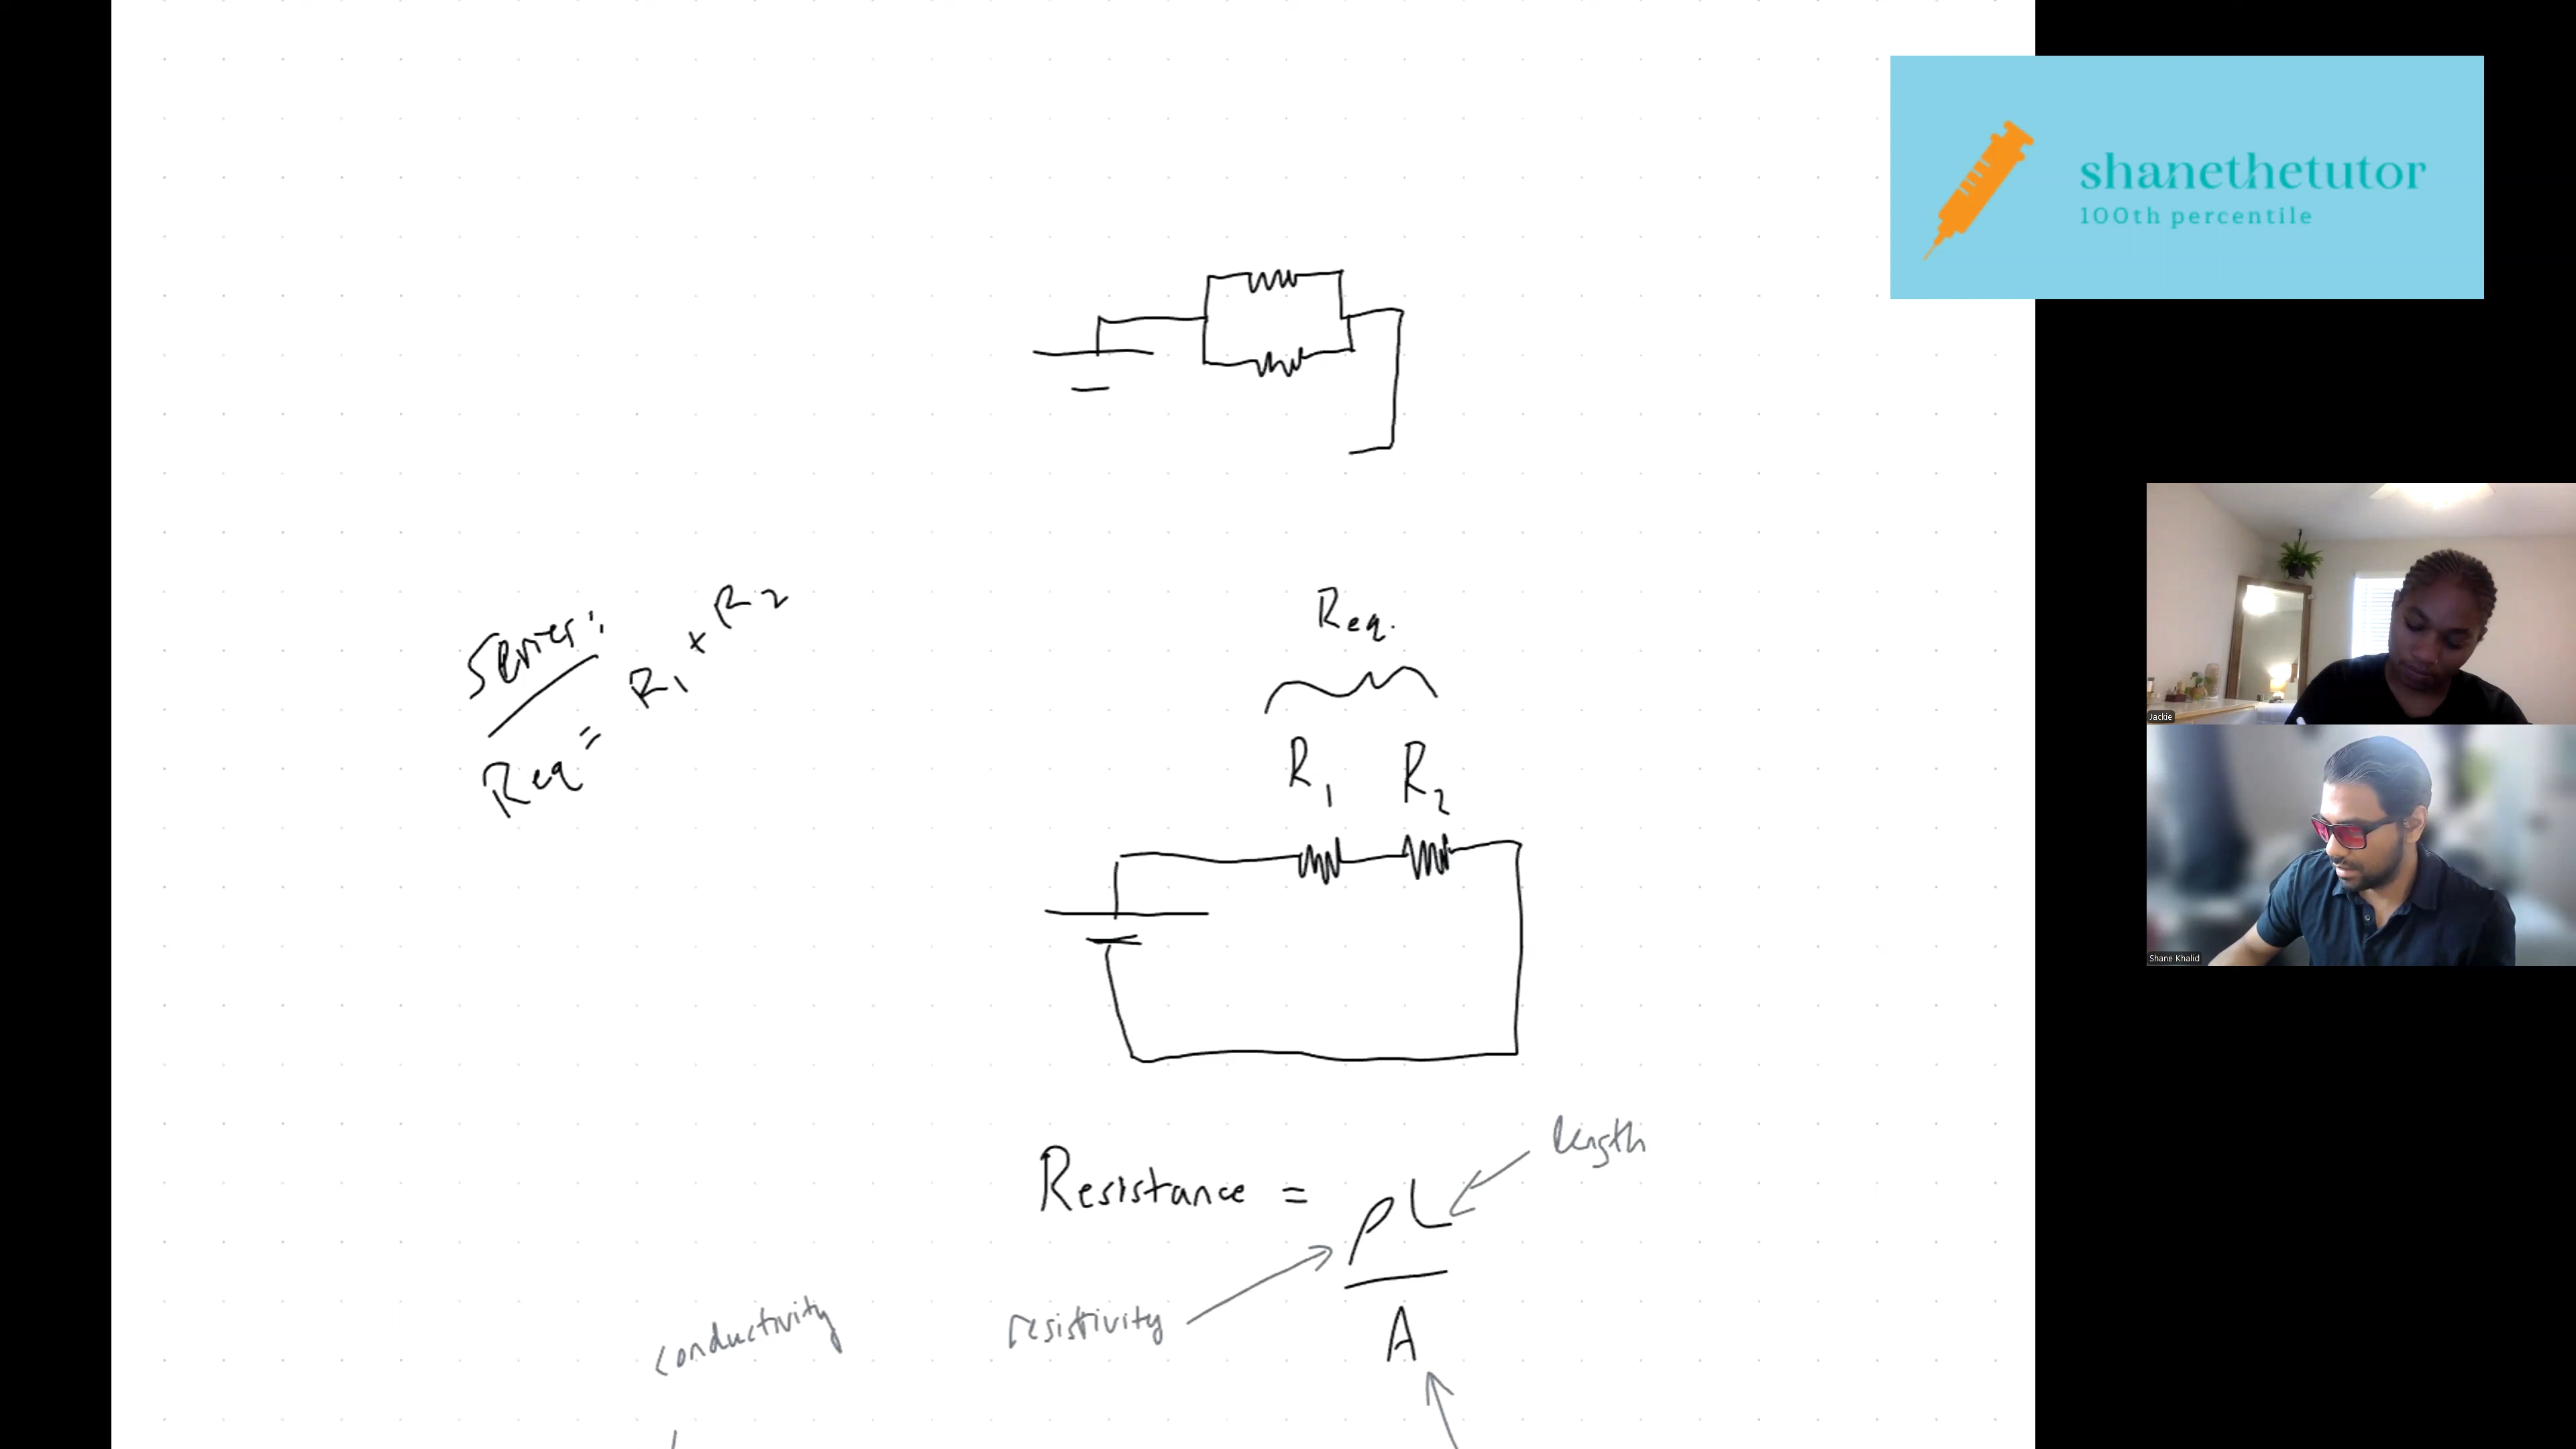 shanethetutor
100th percentile
Series:
Req = R1 + R2
Req.
R1 R2
Jackie
Shane Khalid
length
Resistance = ρL
A
resistivity
conductivity